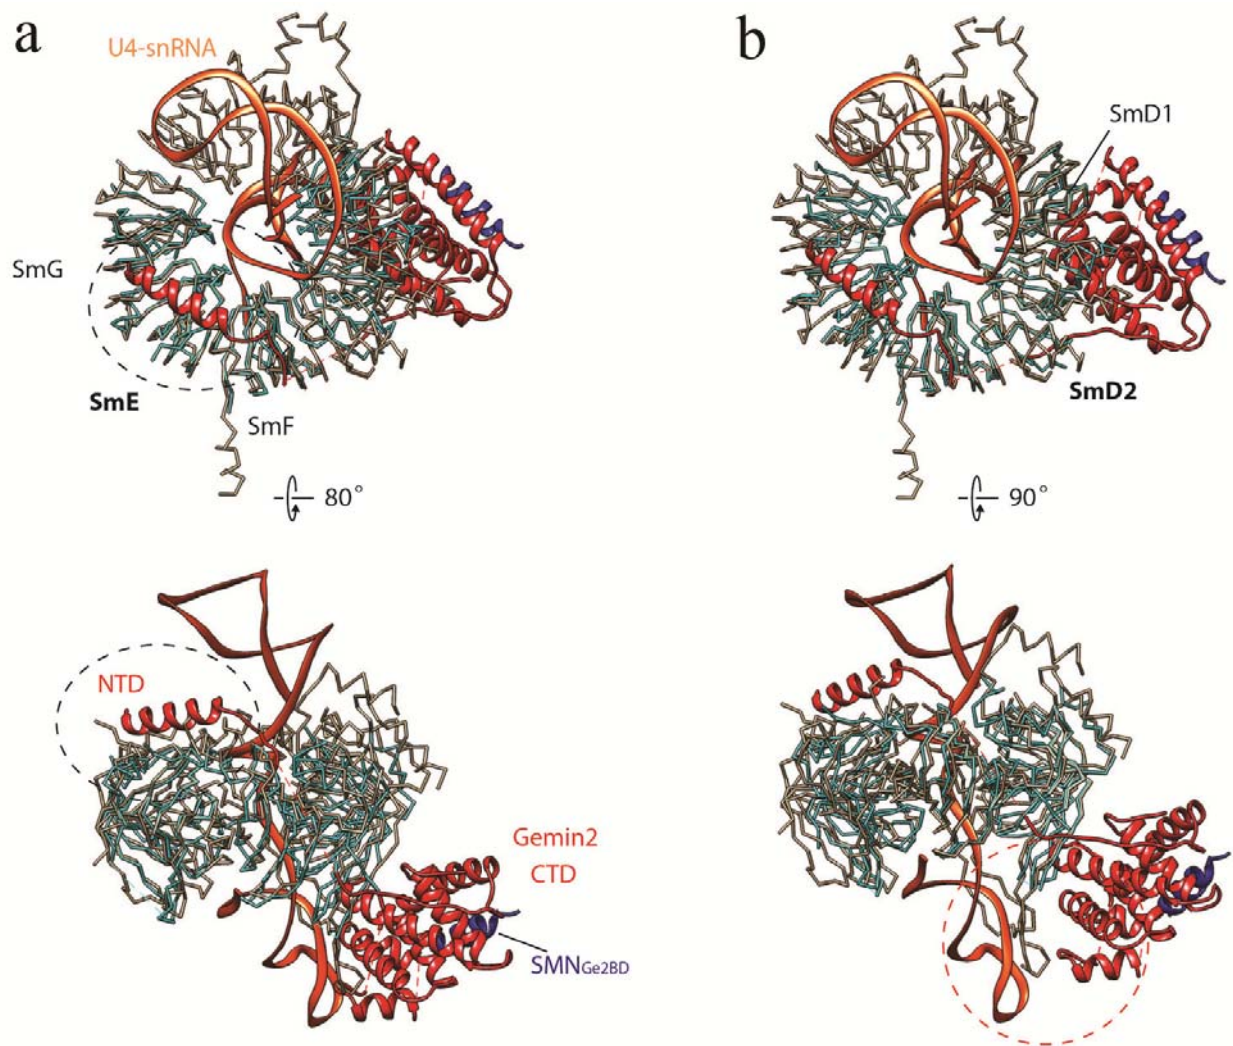 a
U4-snRNA
SmG
SmE
SmF
80°
NTD
Gemin2
CTD
SMNGe2BD
b
SmD1
SmD2
90°